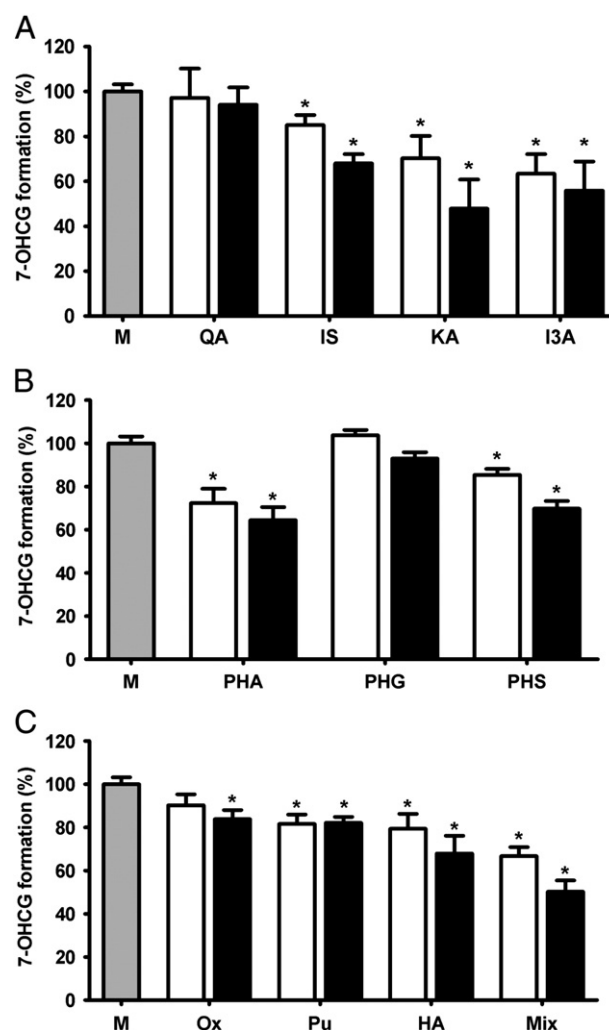 A
7-OHCG formation (%)
120
100
80
60
40
20
0
* * * * * *
M QA IS KA I3A
B
7-OHCG formation (%)
120
100
80
60
40
20
0
* * * *
M PHA PHG PHS
C
7-OHCG formation (%)
120
100
80
60
40
20
0
* * * * * * *
M Ox Pu HA Mix